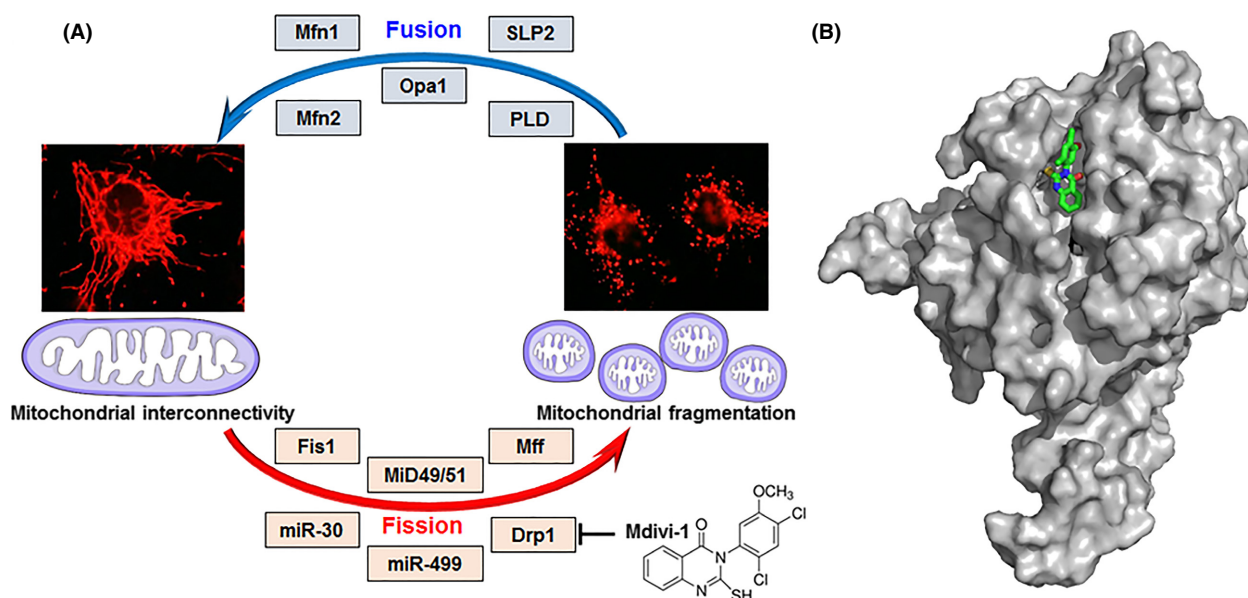 (A)
Mfn1
Fusion
SLP2
Opa1
Mfn2
PLD
Mitochondrial interconnectivity
Mitochondrial fragmentation
Fis1
Mff
MiD49/51
miR-30
Fission
Drp1
miR-499
Mdivi-1
OCH3
Cl
O
N
Cl
N
SH
(B)